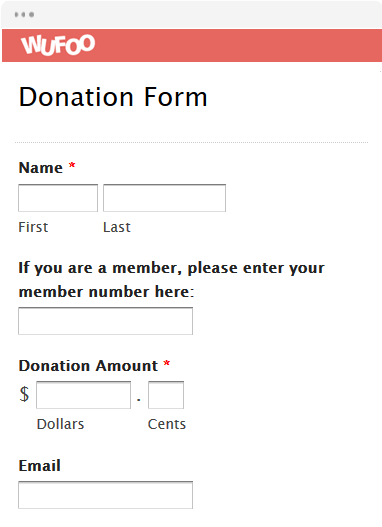 WUFOO
Donation Form
Name *
First Last
If you are a member, please enter your
member number here:
Donation Amount *
$ .
Dollars Cents
Email